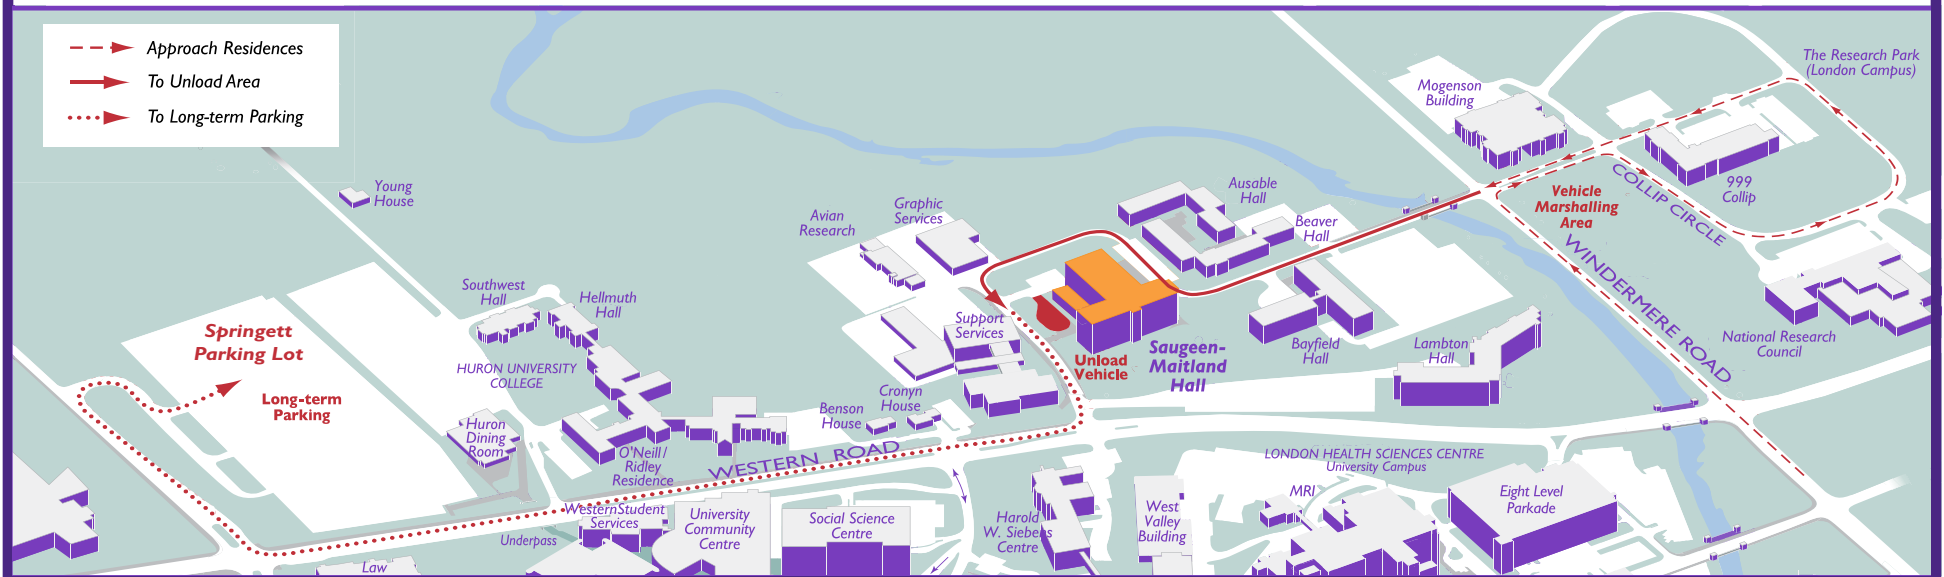 Approach Residences
To Unload Area
To Long-term Parking
The Research Park
(London Campus)
Mogenson
Building
999
Collip
COLLIP CIRCLE
Vehicle
Marshalling
Area
WINDERMERE ROAD
National Research
Council
Young
House
Graphic
Services
Avian
Research
Ausable
Hall
Beaver
Hall
Southwest
Hall
Hellmuth
Hall
Support
Services
Springett
Parking Lot
Long-term
Parking
HURON UNIVERSITY
COLLEGE
Unload
Vehicle
Saugeen-
Maitland
Hall
Bayfield
Hall
Lambton
Hall
Cronyn
House
Benson
House
Huron
Dining
Room
O'Neill/
Ridley
Residence
WESTERN ROAD
LONDON HEALTH SCIENCES CENTRE
University Campus
MRI
Eight Level
Parkade
WesternStudent
Services
University
Community
Centre
Social Science
Centre
Harold
W. Siebens
Centre
West
Valley
Building
Underpass
Law